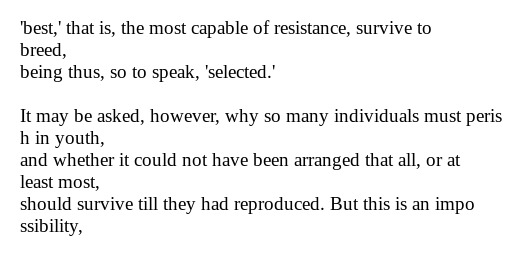 'best,' that is, the most capable of resistance, survive to
breed,
being thus, so to speak, 'selected.'

It may be asked, however, why so many individuals must peris
h in youth,
and whether it could not have been arranged that all, or at
least most,
should survive till they had reproduced. But this is an impo
ssibility,